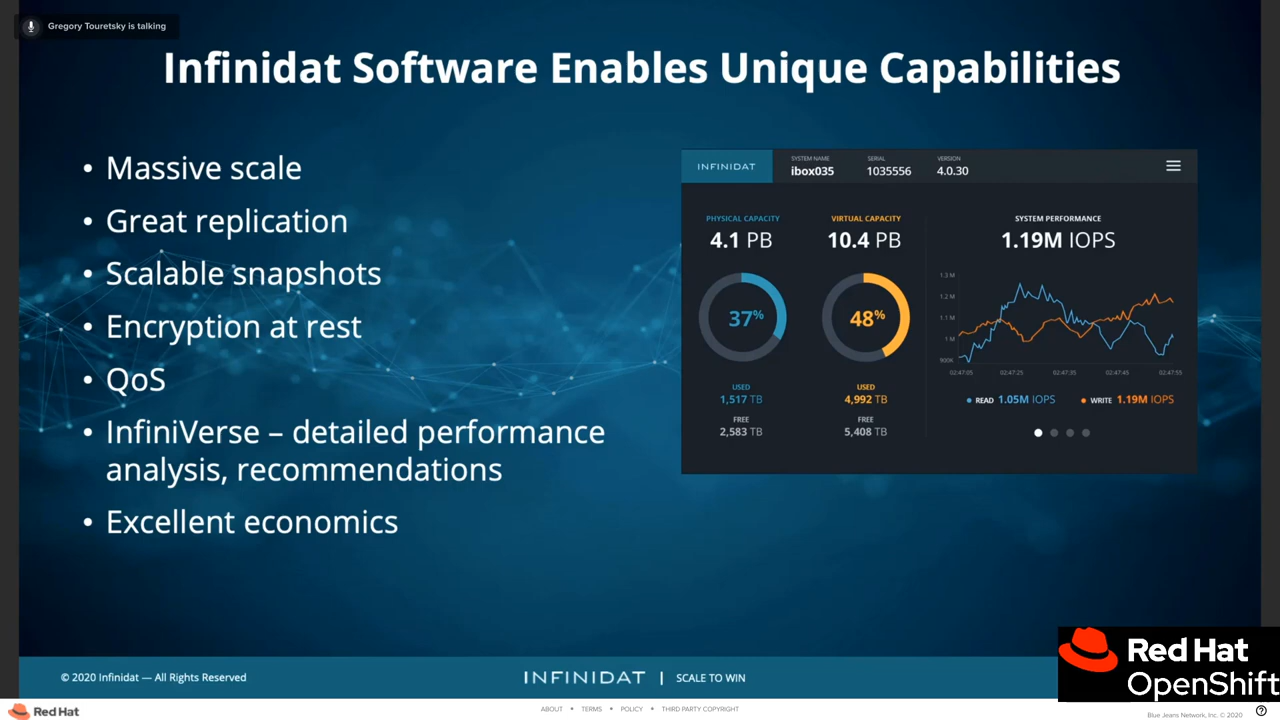 Gregory Touretsky is talking
Infinidat Software Enables Unique Capabilities
• Massive scale
• Great replication
• Scalable snapshots
• Encryption at rest
• QoS
• InfiniVerse – detailed performance
analysis, recommendations
• Excellent economics
INFINIDAT
SYSTEM NAME
ibox035
SERIAL
1035556
VERSION
4.0.30
PHYSICAL CAPACITY
4.1 PB
37%
USED
1,517 TB
FREE
2,583 TB
VIRTUAL CAPACITY
10.4 PB
48%
USED
4,992 TB
FREE
5,408 TB
SYSTEM PERFORMANCE
1.19M IOPS
1.3 M
1.2 M
1.1 M
1 M
900K
02:47:05 02:47:25 02:47:35 02:47:45 02:47:55
READ 1.05M IOPS WRITE 1.19M IOPS
© 2020 Infinidat — All Rights Reserved
INFINIDAT | SCALE TO WIN
Red Hat
OpenShift
Red Hat
ABOUT • TERMS • POLICY • THIRD PARTY COPYRIGHT
Blue Jeans Network, Inc. © 2020